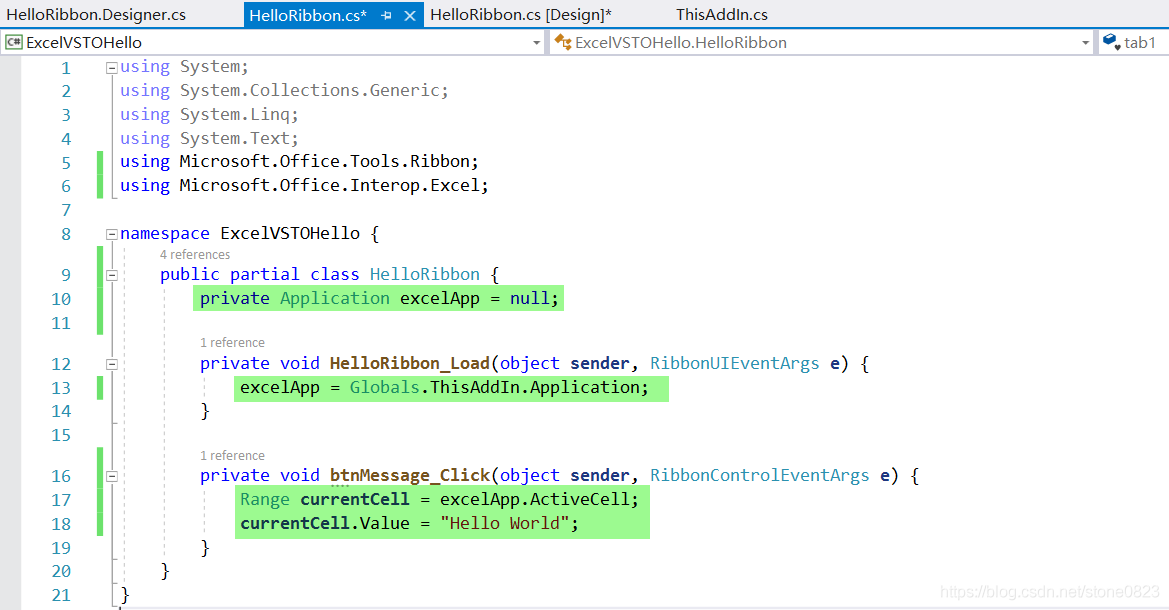 HelloRibbon.Designer.cs HelloRibbon.cs* HelloRibbon.cs [Design]* ThisAddIn.cs
C# ExcelVSTOHello ExcelVSTOHello.HelloRibbon tab1
1 using System;
2 using System.Collections.Generic;
3 using System.Linq;
4 using System.Text;
5 using Microsoft.Office.Tools.Ribbon;
6 using Microsoft.Office.Interop.Excel;
7
8 namespace ExcelVSTOHello {
4 references
9 public partial class HelloRibbon {
10 private Application excelApp = null;
11
1 reference
12 private void HelloRibbon_Load(object sender, RibbonUIEventArgs e) {
13 excelApp = Globals.ThisAddIn.Application;
14 }
15
1 reference
16 private void btnMessage_Click(object sender, RibbonControlEventArgs e) {
17 Range currentCell = excelApp.ActiveCell;
18 currentCell.Value = "Hello World";
19 }
20 }
21 }
https://blog.csdn.net/stone0823